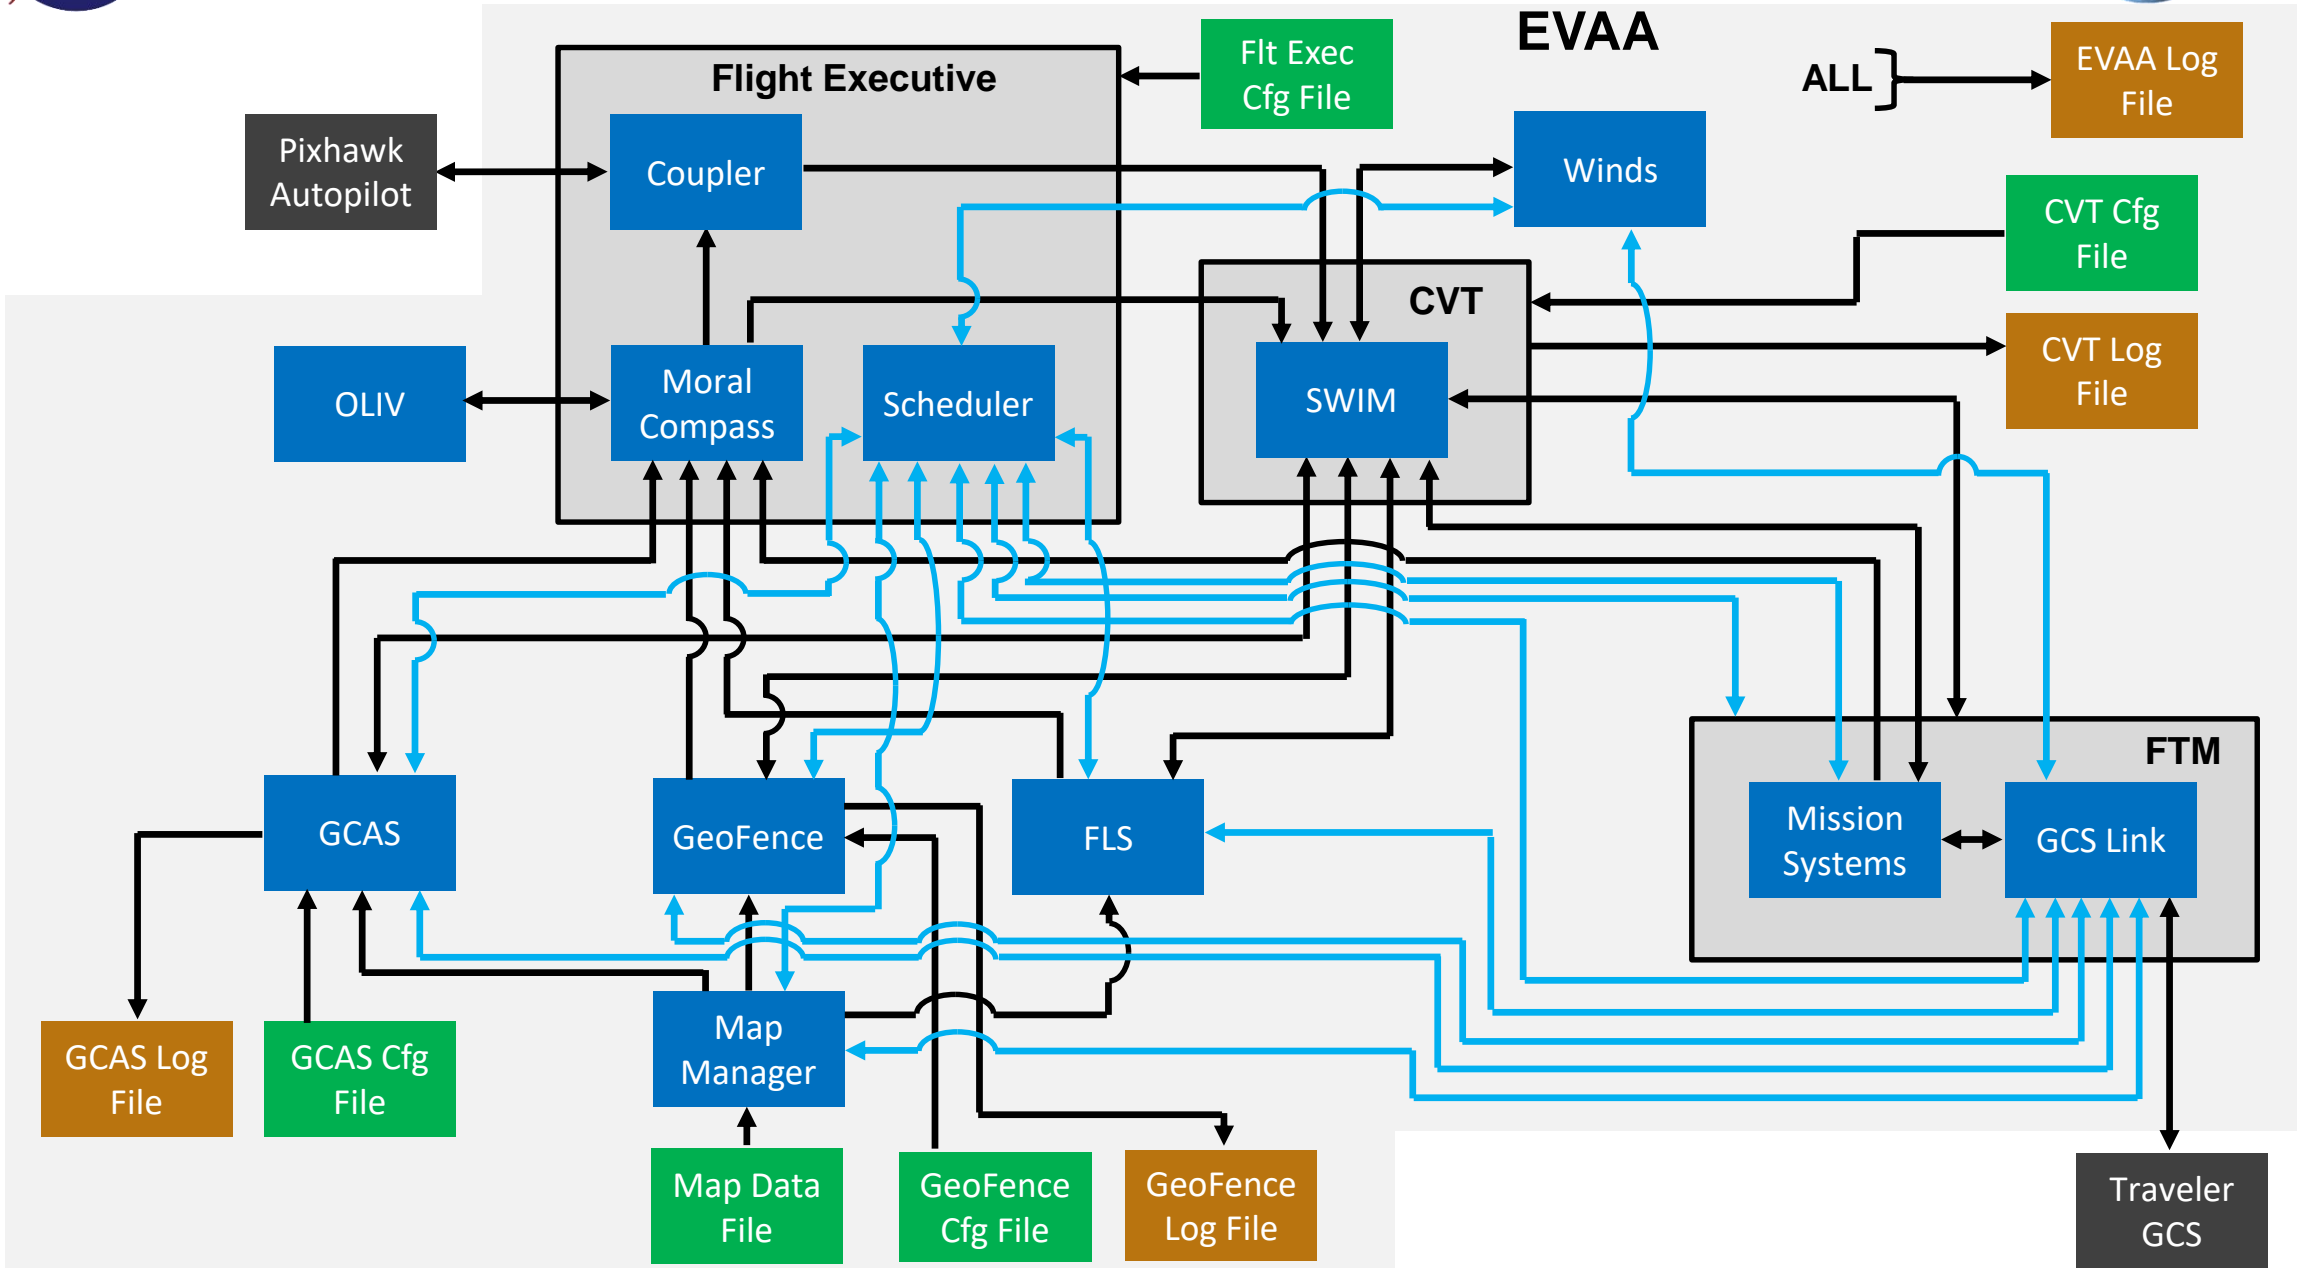 EVAA
Flight Executive
Flt Exec
Cfg File
ALL
EVAA Log
File
Pixhawk
Autopilot
Coupler
Winds
CVT Cfg
File
CVT
OLIV
Moral
Compass
Scheduler
SWIM
CVT Log
File
FTM
GCAS
GeoFence
FLS
Mission
Systems
GCS Link
GCAS Log
File
GCAS Cfg
File
Map
Manager
Map Data
File
GeoFence
Cfg File
GeoFence
Log File
Traveler
GCS